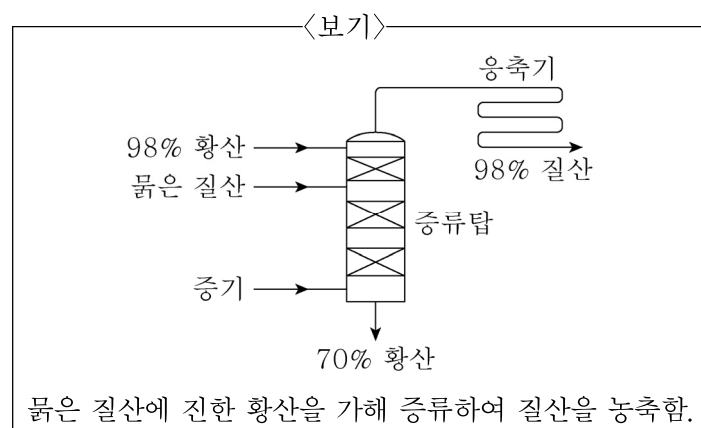 〈보기〉
응축기
98% 황산
98% 질산
묽은 질산
증류탑
증기
70% 황산
묽은 질산에 진한 황산을 가해 증류하여 질산을 농축함.